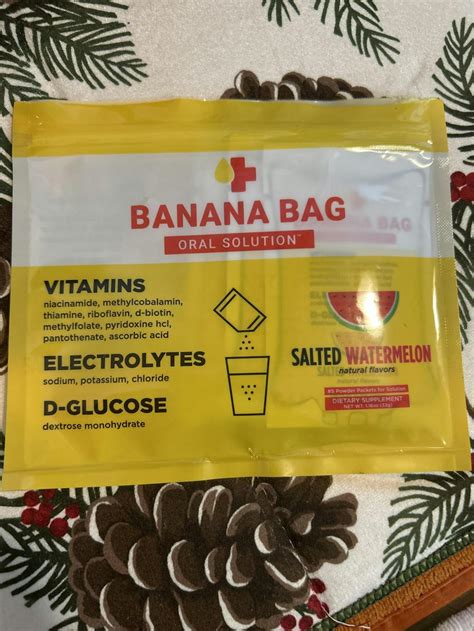 BANANA BAG
ORAL SOLUTION™
VITAMINS
niacinamide, methylcobalamin,
thiamine, riboflavin, d-biotin,
methylfolate, pyridoxine hcl,
pantothenate, ascorbic acid
ELECTROLYTES
sodium, potassium, chloride
D-GLUCOSE
dextrose monohydrate
BAG
SALTED WATERMELON
natural flavors
DIETARY SUPPLEMENT